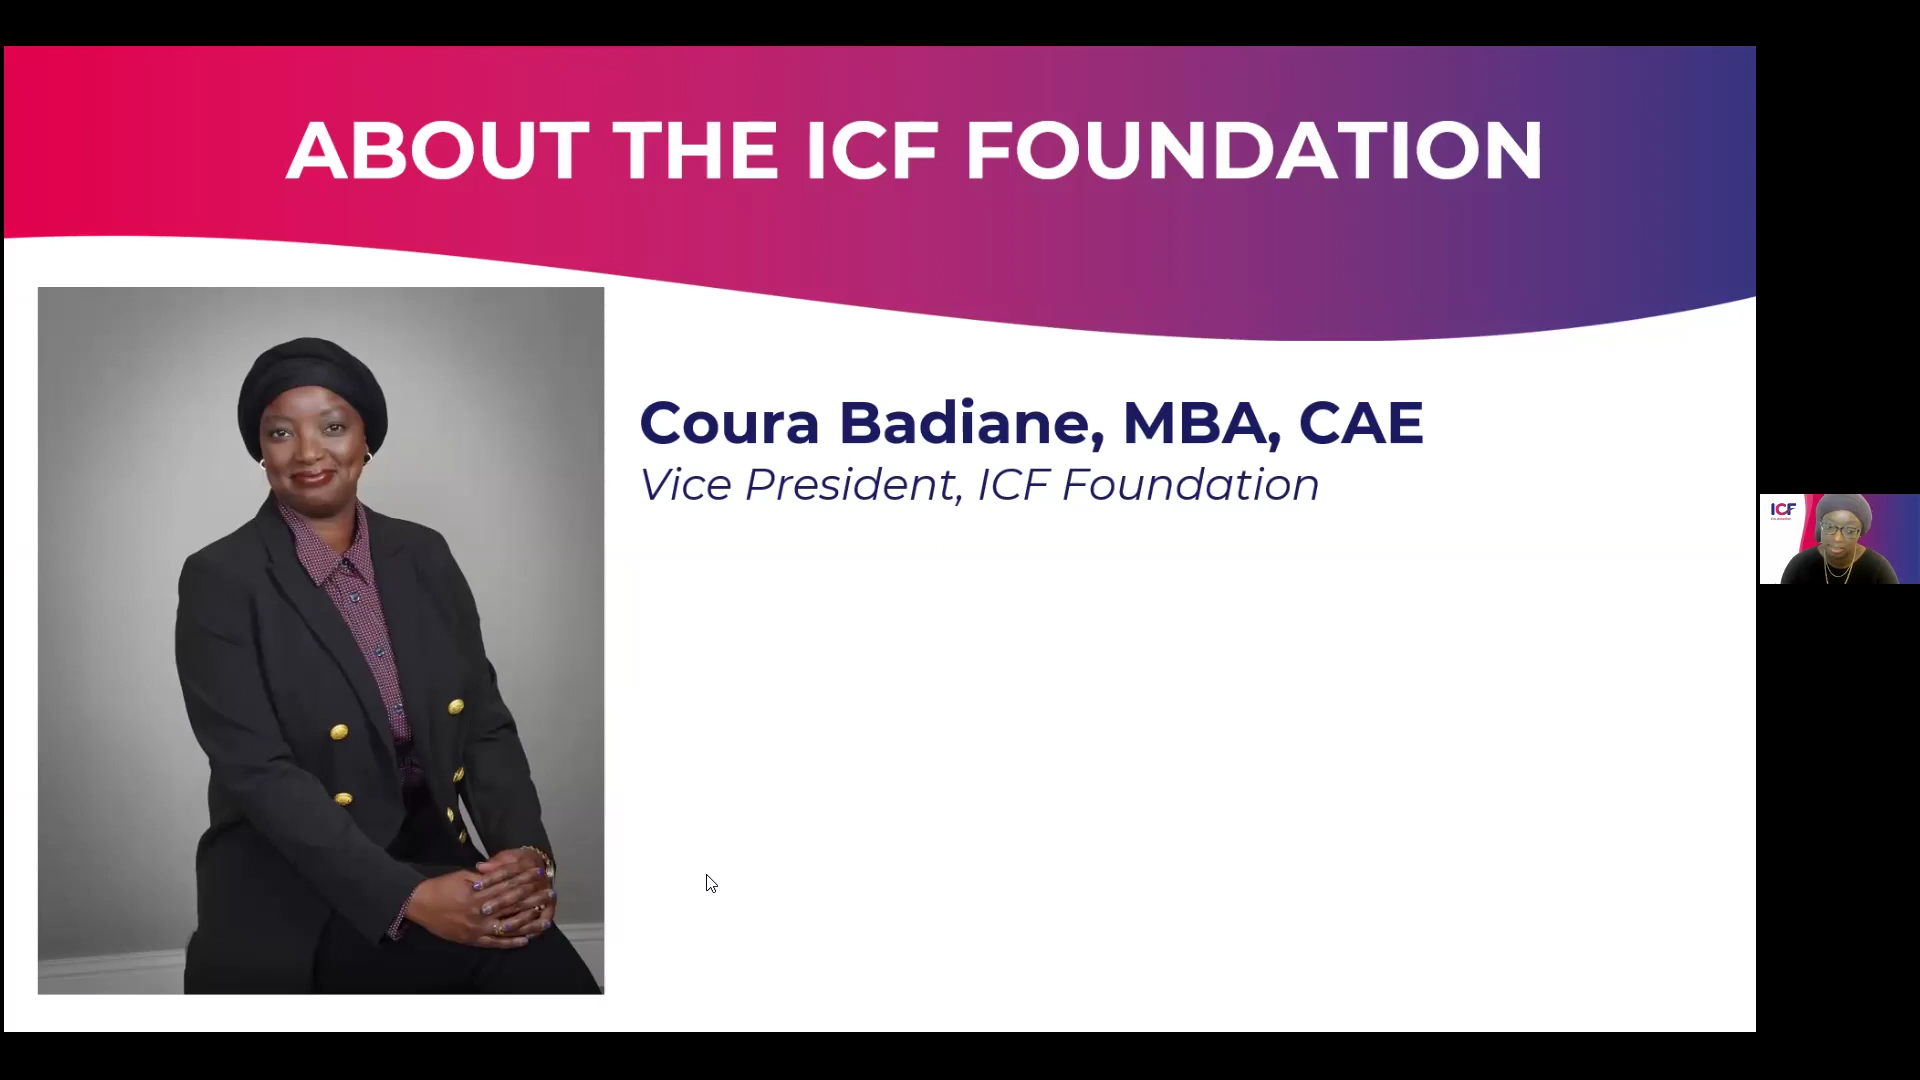 ABOUT THE ICF FOUNDATION
Coura Badiane, MBA, CAE
Vice President, ICF Foundation
ICF